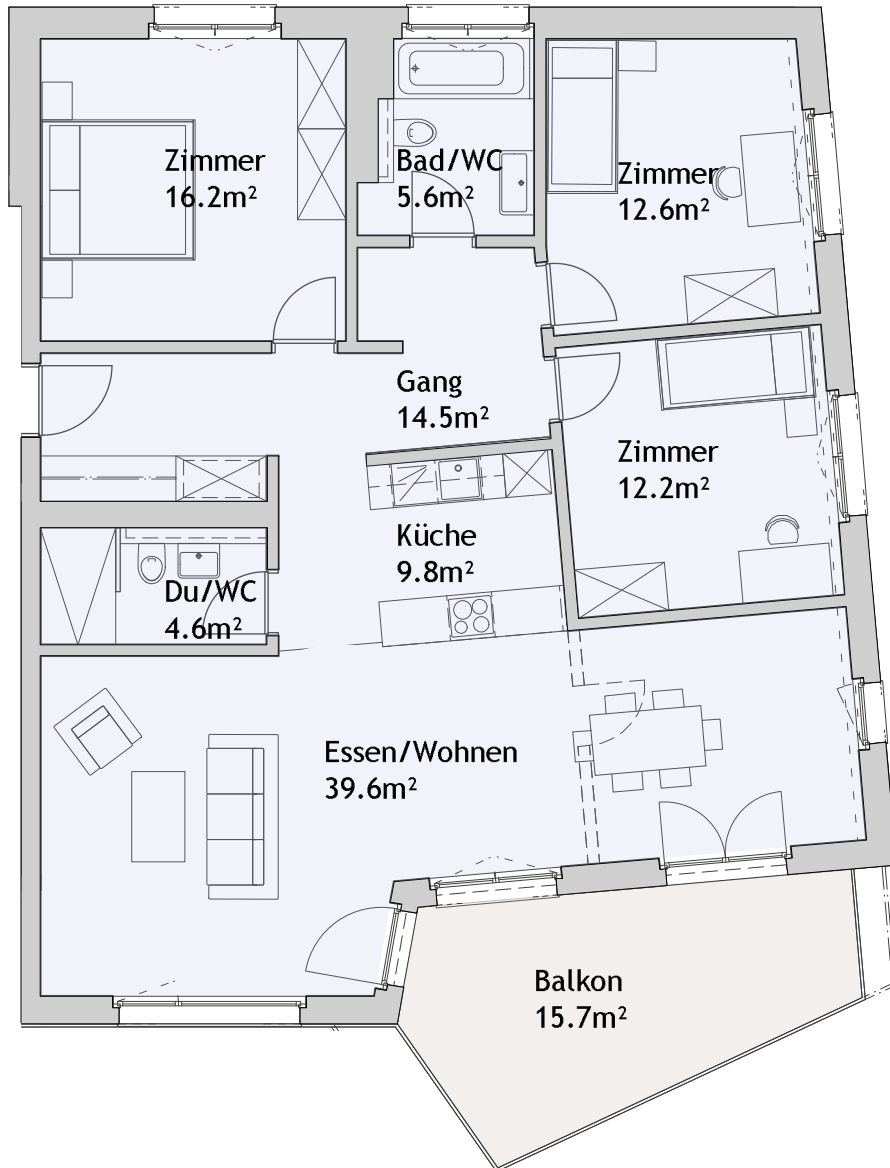 Zimmer
16.2m²
Bad/WC
5.6m²
Zimmer
12.6m²
Gang
14.5m²
Zimmer
12.2m²
Küche
9.8m²
Du/WC
4.6m²
Essen/Wohnen
39.6m²
Balkon
15.7m²